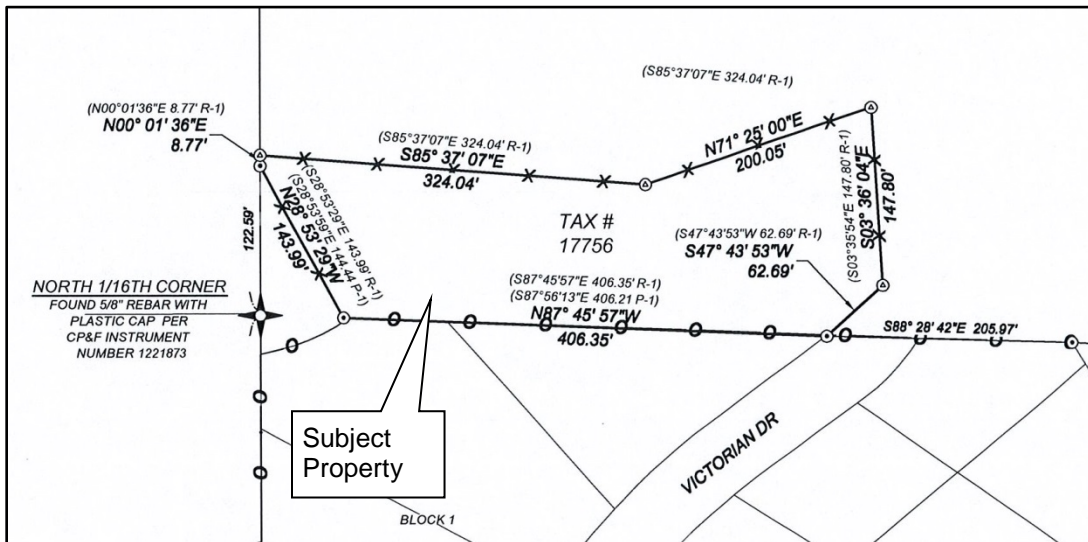 (S85°37'07"E 324.04' R-1)
(N00°01'36"E 8.77' R-1)
N00° 01' 36"E
8.77'
(S85°37'07"E 324.04' R-1)
S85° 37' 07"E
324.04'
N71° 25' 00"E
200.05'
(S03°35'54"E 147.80' R-1)
S03° 36' 04"E
147.80'
(S28°53'29"E 143.99' R-1)
(S28°53'59"E 144.44' P-1)
N28° 53' 29"W
143.99'
122.59'
TAX #
17756
(S47°43'53"W 62.69' R-1)
S47° 43' 53"W
62.69'
NORTH 1/16TH CORNER
FOUND 5/8" REBAR WITH
PLASTIC CAP PER
CP&F INSTRUMENT
NUMBER 1221873
(S87°45'57"E 406.35' R-1)
(S87°56'13"E 406.21 P-1)
N87° 45' 57"W
406.35'
S88° 28' 42"E 205.97'
Subject
Property
VICTORIAN DR
BLOCK 1